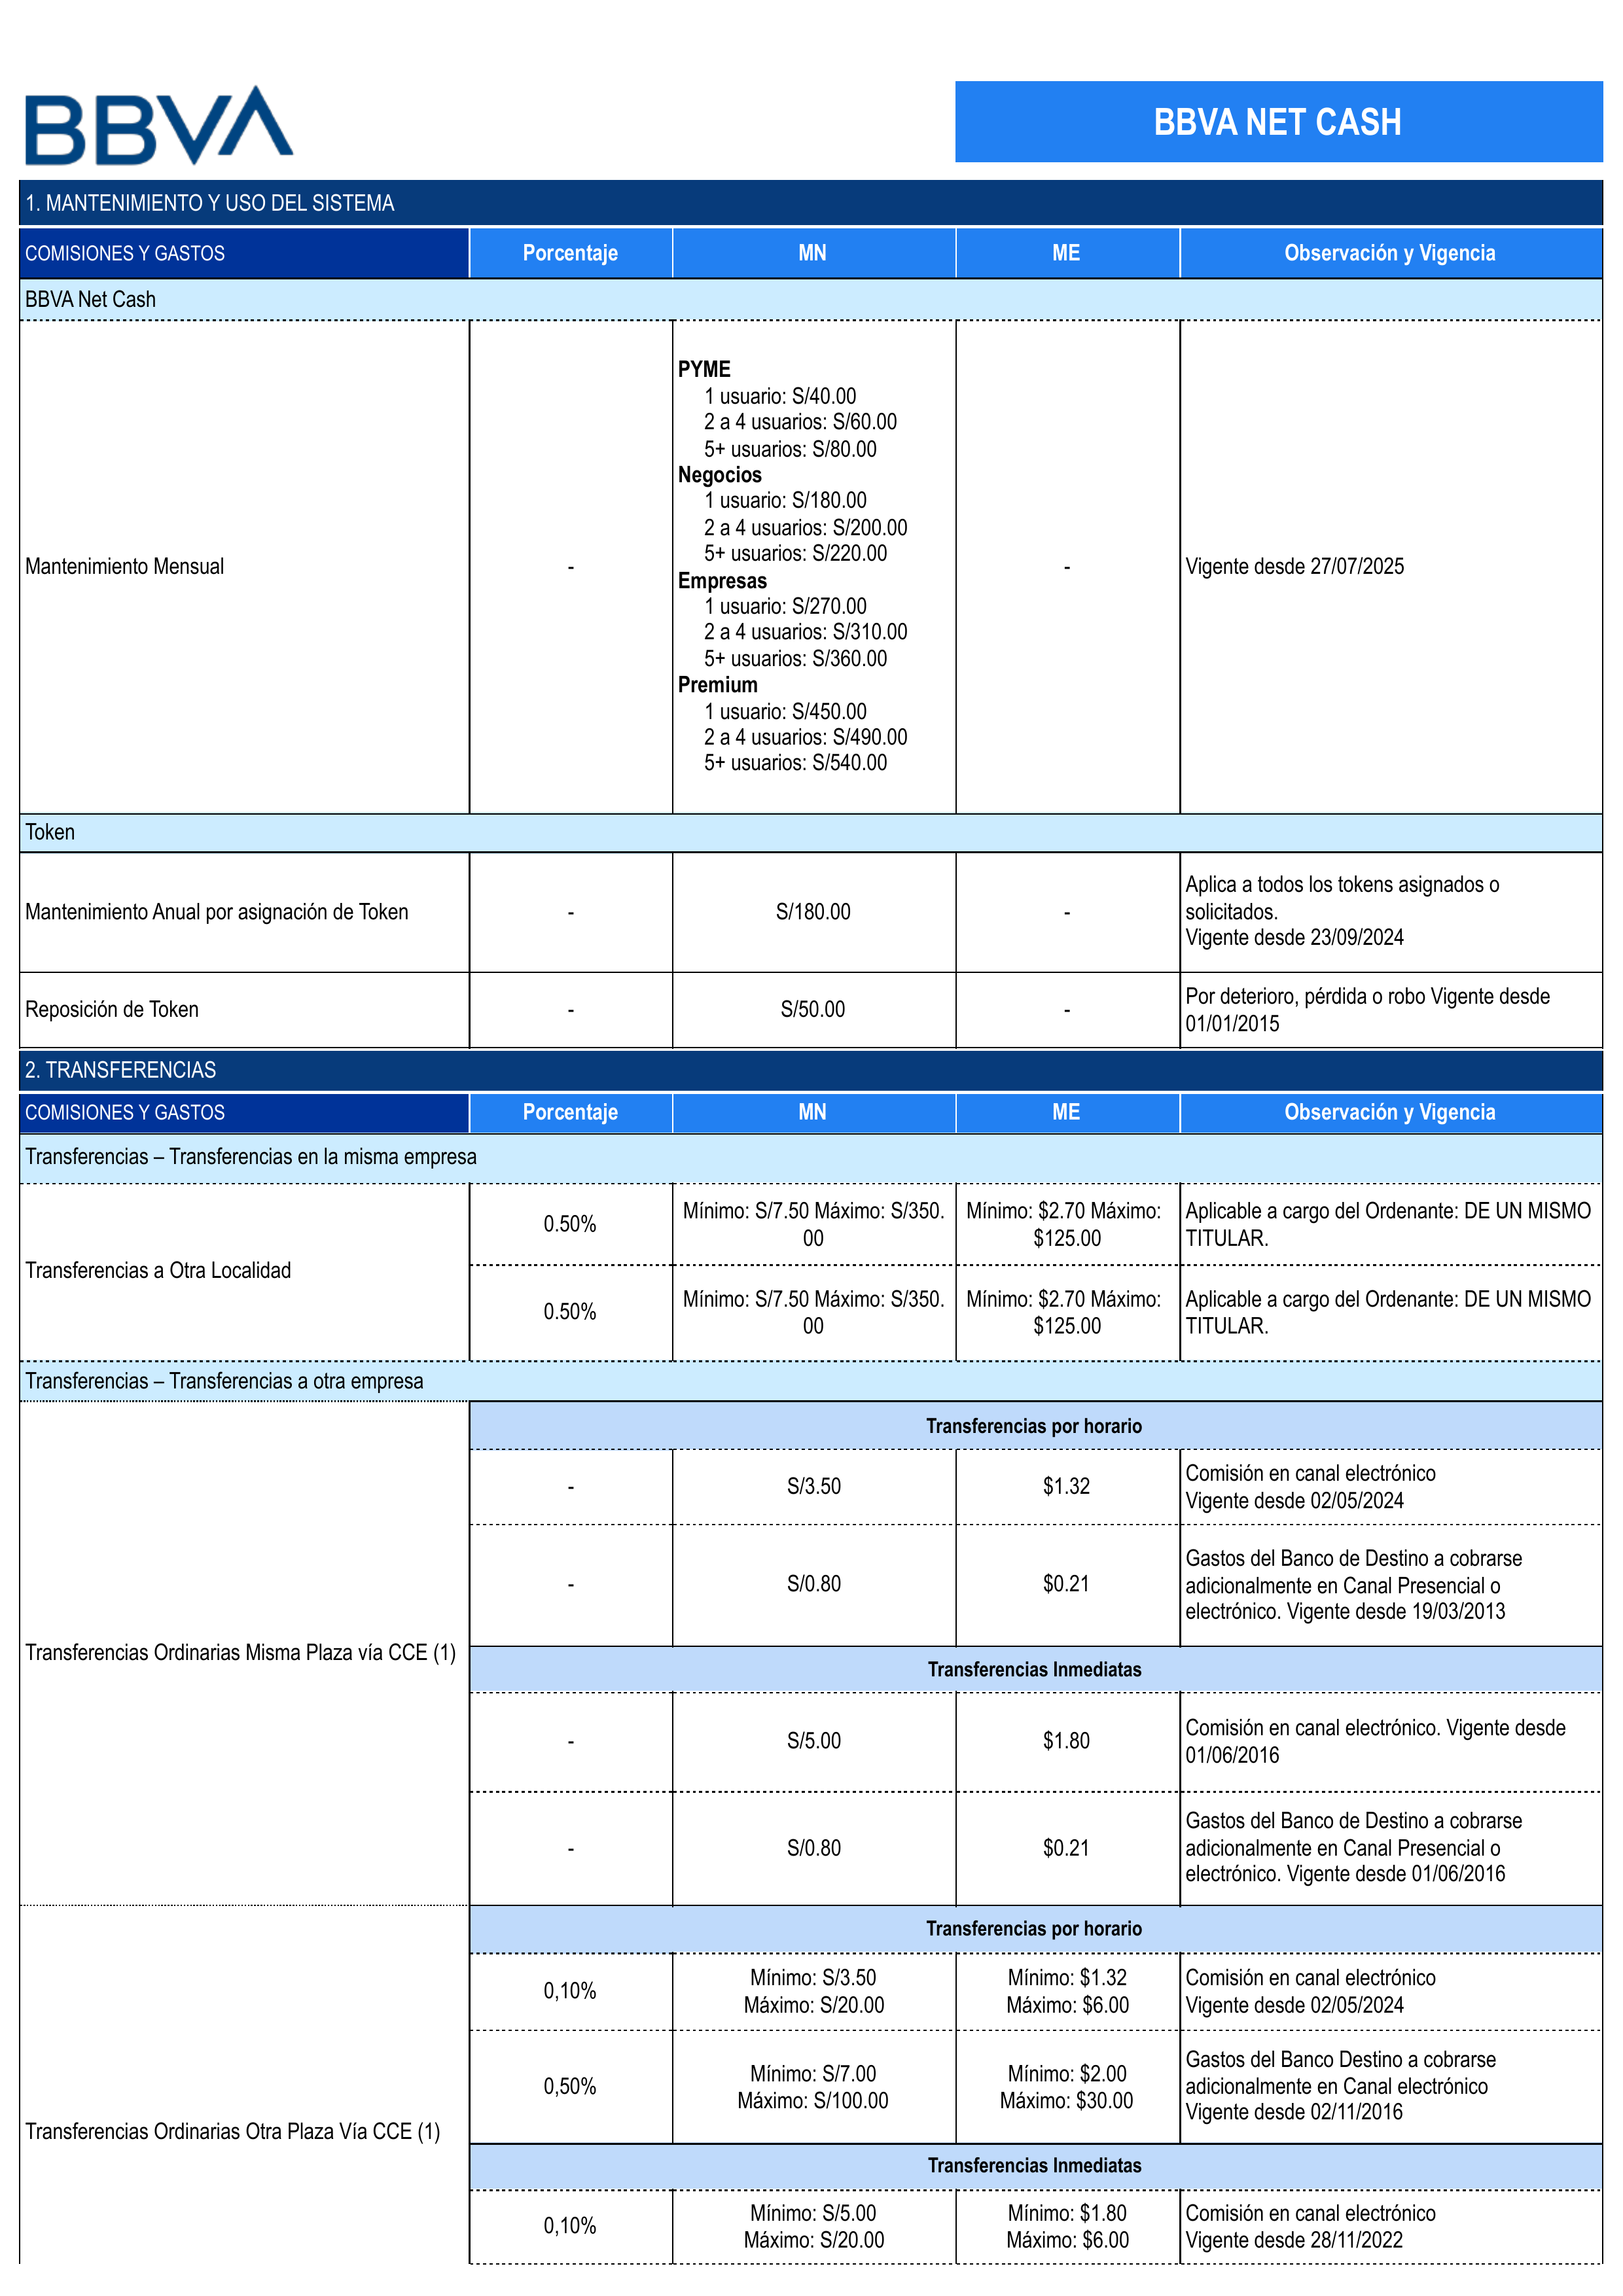 BBVA
BBVA NET CASH
1. MANTENIMIENTO Y USO DEL SISTEMA
COMISIONES Y GASTOS
Porcentaje
MN
ME
Observación y Vigencia
BBVA Net Cash
Mantenimiento Mensual
-
PYME
1 usuario: S/40.00
2 a 4 usuarios: S/60.00
5+ usuarios: S/80.00
Negocios
1 usuario: S/180.00
2 a 4 usuarios: S/200.00
5+ usuarios: S/220.00
Empresas
1 usuario: S/270.00
2 a 4 usuarios: S/310.00
5+ usuarios: S/360.00
Premium
1 usuario: S/450.00
2 a 4 usuarios: S/490.00
5+ usuarios: S/540.00
-
Vigente desde 27/07/2025
Token
Mantenimiento Anual por asignación de Token
-
S/180.00
-
Aplica a todos los tokens asignados o
solicitados.
Vigente desde 23/09/2024
Reposición de Token
-
S/50.00
-
Por deterioro, pérdida o robo Vigente desde
01/01/2015
2. TRANSFERENCIAS
COMISIONES Y GASTOS
Porcentaje
MN
ME
Observación y Vigencia
Transferencias – Transferencias en la misma empresa
Transferencias a Otra Localidad
0.50%
Mínimo: S/7.50 Máximo: S/350.
00
Mínimo: $2.70 Máximo:
$125.00
Aplicable a cargo del Ordenante: DE UN MISMO
TITULAR.
0.50%
Mínimo: S/7.50 Máximo: S/350.
00
Mínimo: $2.70 Máximo:
$125.00
Aplicable a cargo del Ordenante: DE UN MISMO
TITULAR.
Transferencias – Transferencias a otra empresa
Transferencias Ordinarias Misma Plaza vía CCE (1)
Transferencias por horario
-
S/3.50
$1.32
Comisión en canal electrónico
Vigente desde 02/05/2024
-
S/0.80
$0.21
Gastos del Banco de Destino a cobrarse
adicionalmente en Canal Presencial o
electrónico. Vigente desde 19/03/2013
Transferencias Inmediatas
-
S/5.00
$1.80
Comisión en canal electrónico. Vigente desde
01/06/2016
-
S/0.80
$0.21
Gastos del Banco de Destino a cobrarse
adicionalmente en Canal Presencial o
electrónico. Vigente desde 01/06/2016
Transferencias Ordinarias Otra Plaza Vía CCE (1)
Transferencias por horario
0,10%
Mínimo: S/3.50
Máximo: S/20.00
Mínimo: $1.32
Máximo: $6.00
Comisión en canal electrónico
Vigente desde 02/05/2024
0,50%
Mínimo: S/7.00
Máximo: S/100.00
Mínimo: $2.00
Máximo: $30.00
Gastos del Banco Destino a cobrarse
adicionalmente en Canal electrónico
Vigente desde 02/11/2016
Transferencias Inmediatas
0,10%
Mínimo: S/5.00
Máximo: S/20.00
Mínimo: $1.80
Máximo: $6.00
Comisión en canal electrónico
Vigente desde 28/11/2022